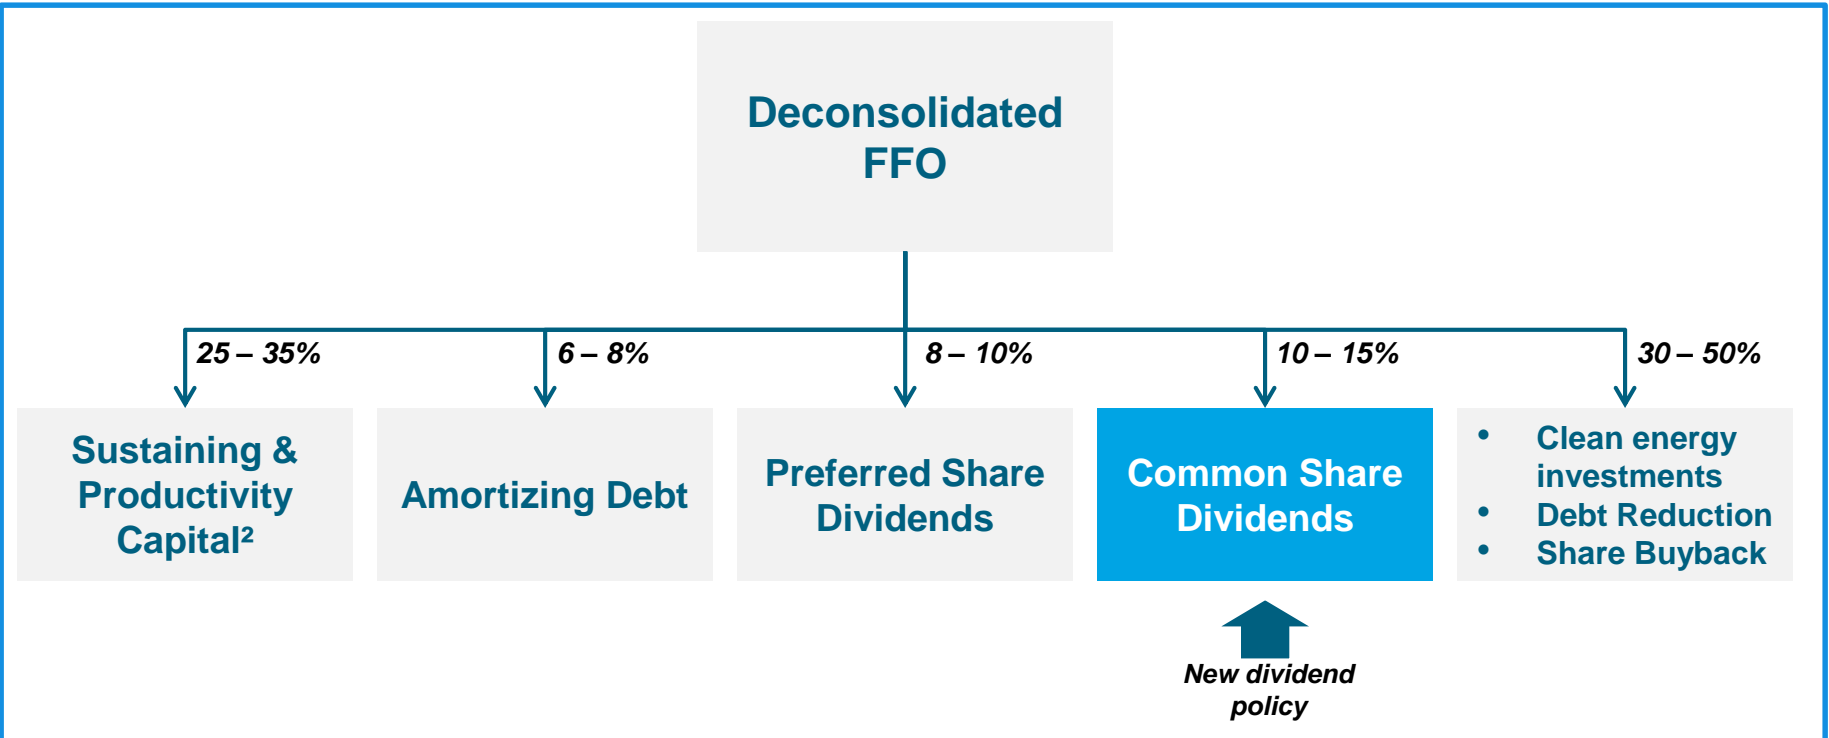 Deconsolidated
FFO
25 – 35%
6 – 8%
8 – 10%
10 – 15%
30 – 50%
Sustaining &
Productivity
Capital²
Amortizing Debt
Preferred Share
Dividends
Common Share
Dividends
• Clean energy
investments
• Debt Reduction
• Share Buyback
New dividend
policy